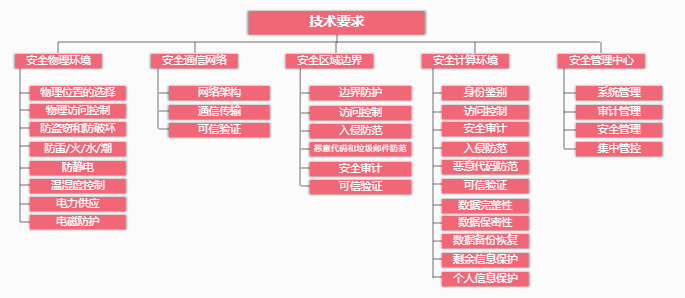 技术要求
安全物理环境
物理位置的选择
物理访问控制
防盗窃和防破坏
防雷/火/水/潮
防静电
温湿度控制
电力供应
电磁防护
安全通信网络
网络架构
通信传输
可信验证
安全区域边界
边界防护
访问控制
入侵防范
恶意代码和垃圾邮件防范
安全审计
可信验证
安全计算环境
身份鉴别
访问控制
安全审计
入侵防范
恶意代码防范
可信验证
数据完整性
数据保密性
数据备份恢复
剩余信息保护
个人信息保护
安全管理中心
系统管理
审计管理
安全管理
集中管控